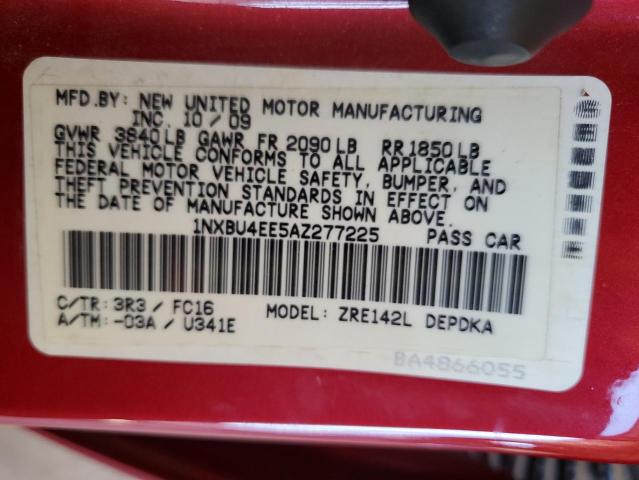 MFD.BY: NEW UNITED MOTOR MANUFACTURING
INC. 10/09
GVWR 3840 LB GAWR FR 2090 LB RR 1850 LB
THIS VEHICLE CONFORMS TO ALL APPLICABLE
FEDERAL MOTOR VEHICLE SAFETY, BUMPER, AND
THEFT PREVENTION STANDARDS IN EFFECT ON
THE DATE OF MANUFACTURE SHOWN ABOVE.
1NXBU4EE5AZ277225 PASS CAR
C/TR: 3R3 / FC16 MODEL: ZRE142L DEPDKA
A/TM: -03A / U341E
BA4866055